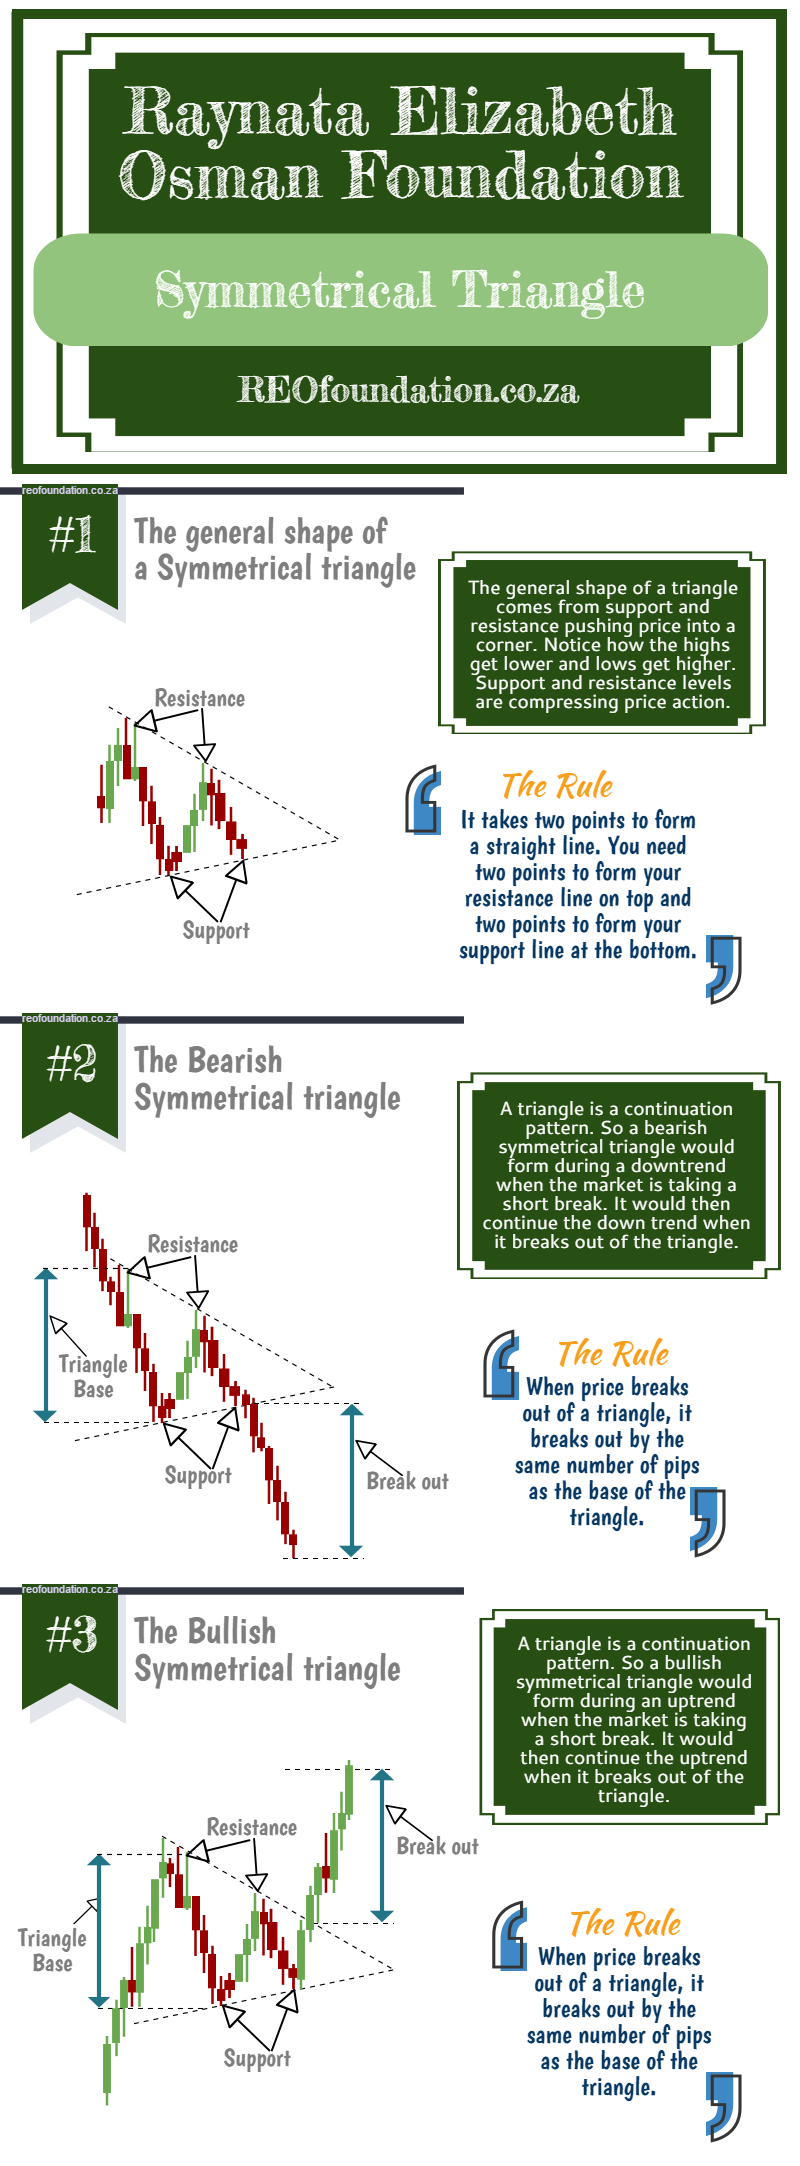 Raynata Elizabeth
Osman Foundation
Symmetrical Triangle
REOfoundation.co.za
reofoundation.co.za
#1
The general shape of
a Symmetrical triangle
The general shape of a triangle
comes from support and
resistance pushing price into a
corner. Notice how the highs
get lower and lows get higher.
Support and resistance levels
are compressing price action.
Resistance
Support
The Rule
It takes two points to form
a straight line. You need
two points to form your
resistance line on top and
two points to form your
support line at the bottom.
reofoundation.co.za
#2
The Bearish
Symmetrical triangle
A triangle is a continuation
pattern. So a bearish
symmetrical triangle would
form during a downtrend
when the market is taking a
short break. It would then
continue the down trend when
it breaks out of the triangle.
Resistance
Triangle
Base
Support
Break out
The Rule
When price breaks
out of a triangle, it
breaks out by the
same number of pips
as the base of the
triangle.
reofoundation.co.za
#3
The Bullish
Symmetrical triangle
A triangle is a continuation
pattern. So a bullish
symmetrical triangle would
form during an uptrend
when the market is taking
a short break. It would
then continue the uptrend
when it breaks out of the
triangle.
Resistance
Break out
Triangle
Base
Support
The Rule
When price breaks
out of a triangle, it
breaks out by the
same number of pips
as the base of the
triangle.